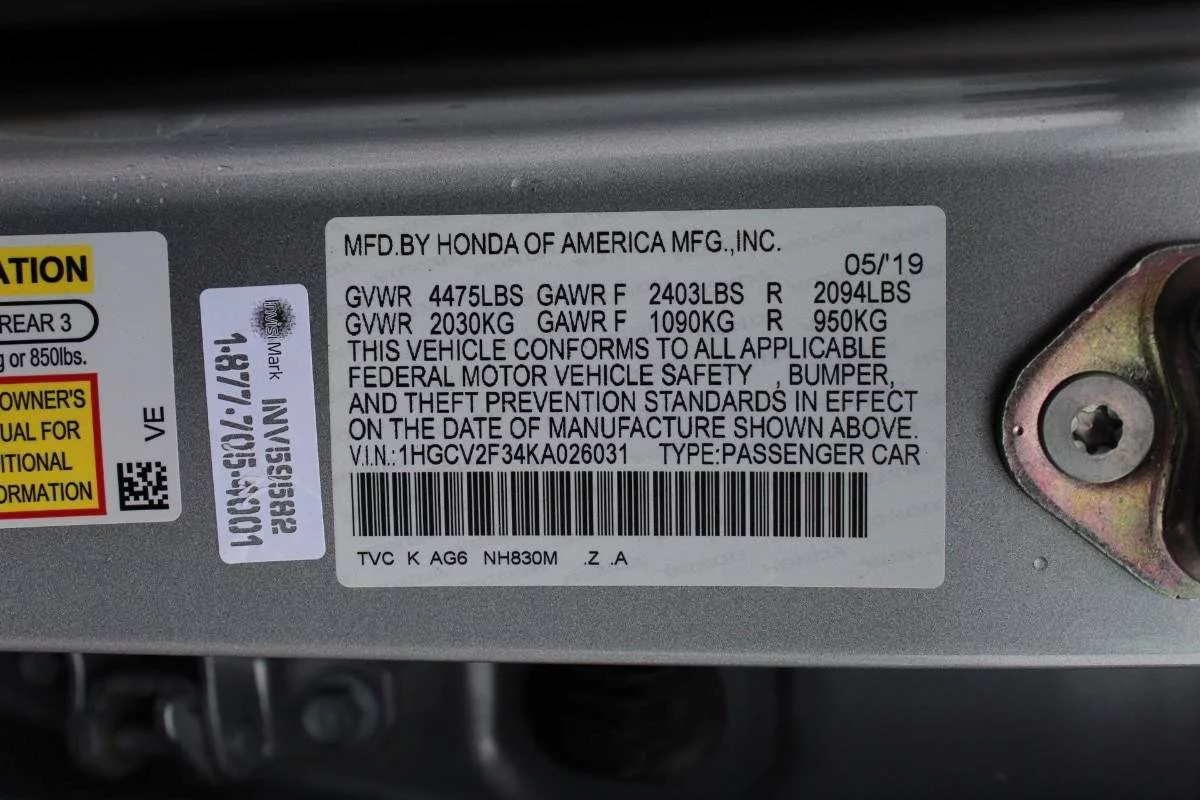 ATION
REAR 3
g or 850lbs.
OWNER'S
UAL FOR
ITIONAL
ORMATION
VE
InVis Mark
INV59582
1-877-705-4001
MFD.BY HONDA OF AMERICA MFG.,INC.
05/'19
GVWR 4475LBS GAWR F 2403LBS R 2094LBS
GVWR 2030KG GAWR F 1090KG R 950KG
THIS VEHICLE CONFORMS TO ALL APPLICABLE
FEDERAL MOTOR VEHICLE SAFETY , BUMPER,
AND THEFT PREVENTION STANDARDS IN EFFECT
ON THE DATE OF MANUFACTURE SHOWN ABOVE.
V.I.N.:1HGCV2F34KA026031 TYPE:PASSENGER CAR
TVC K AG6 NH830M .Z .A